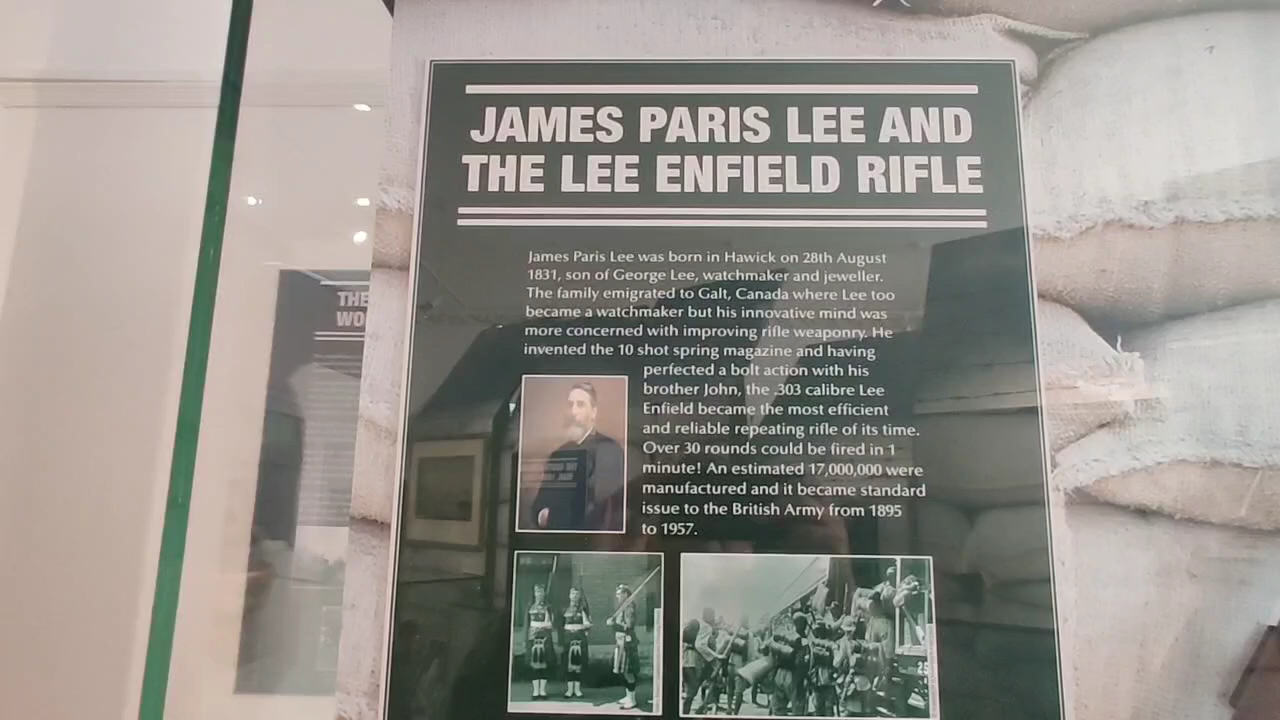 JAMES PARIS LEE AND
THE LEE ENFIELD RIFLE
James Paris Lee was born in Hawick on 28th August
1831, son of George Lee, watchmaker and jeweller.
The family emigrated to Galt, Canada where Lee too
became a watchmaker but his innovative mind was
more concerned with improving rifle weaponry. He
invented the 10 shot spring magazine and having
perfected a bolt action with his
brother John, the .303 calibre Lee
Enfield became the most efficient
and reliable repeating rifle of its time.
Over 30 rounds could be fired in 1
minute! An estimated 17,000,000 were
manufactured and it became standard
issue to the British Army from 1895
to 1957.
THE
WO